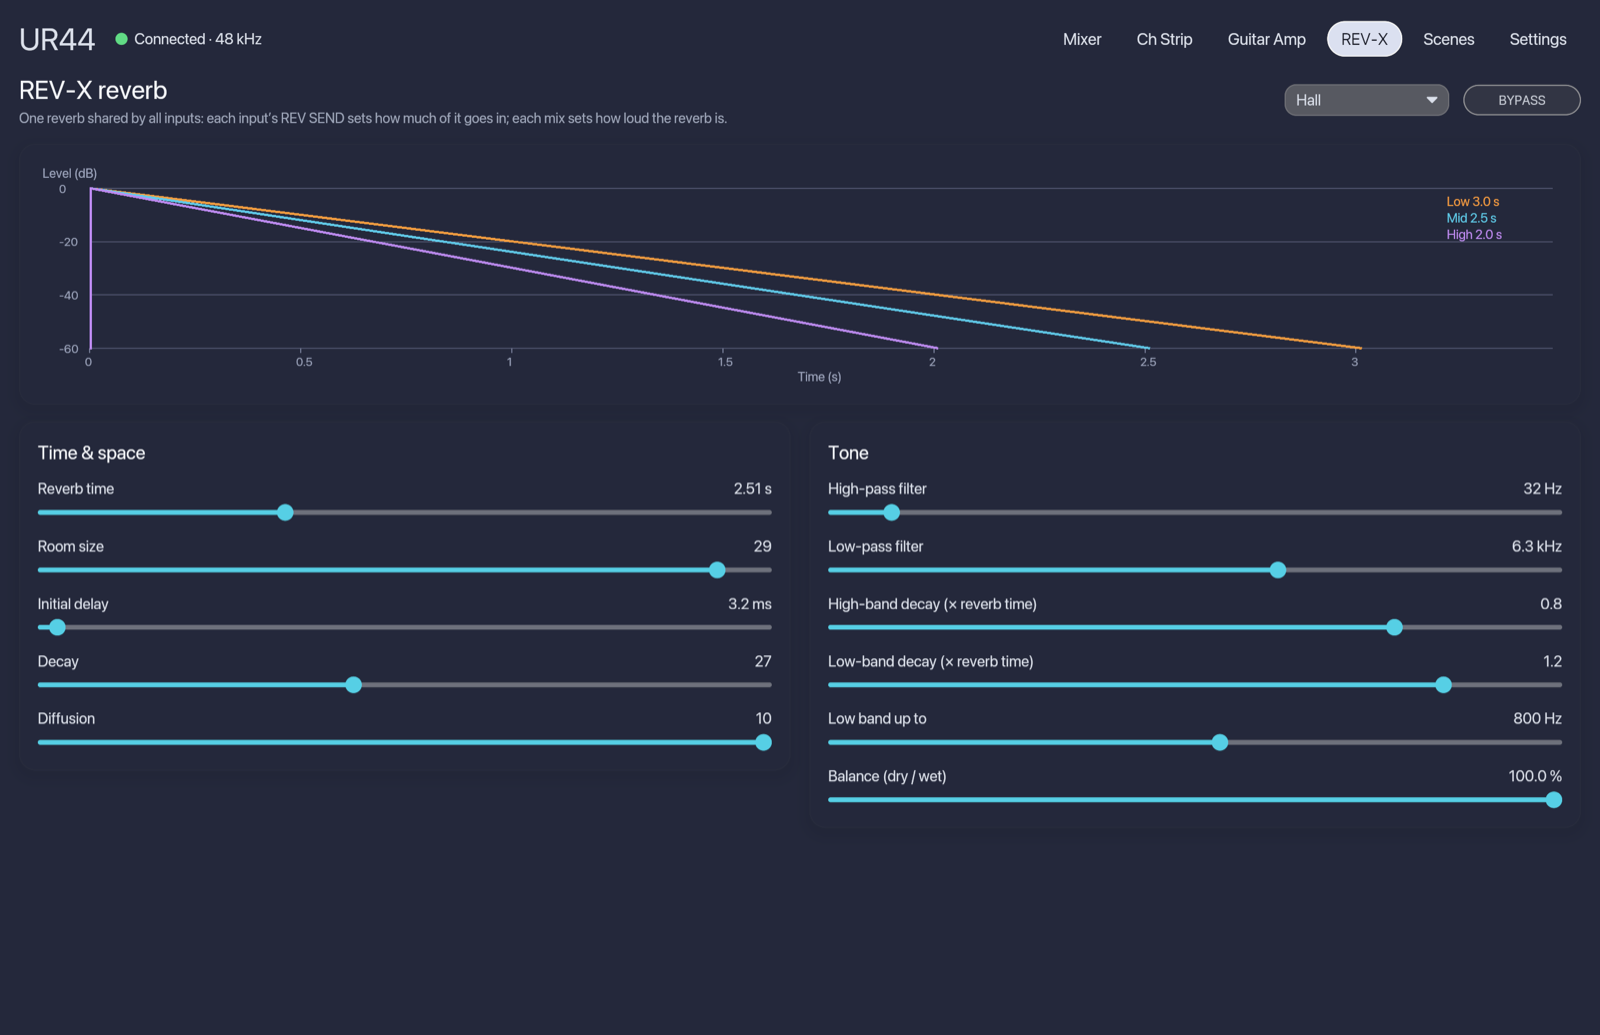 UR44
Connected · 48 kHz
Mixer
Ch Strip
Guitar Amp
REV-X
Scenes
Settings
REV-X reverb
One reverb shared by all inputs: each input's REV SEND sets how much of it goes in; each mix sets how loud the reverb is.
Hall
BYPASS
Level (dB)
0
-20
-40
-60
Low 3.0 s
Mid 2.5 s
High 2.0 s
0 0.5 1 1.5 2 2.5 3
Time (s)
Time & space
Reverb time 2.51 s
Room size 29
Initial delay 3.2 ms
Decay 27
Diffusion 10
Tone
High-pass filter 32 Hz
Low-pass filter 6.3 kHz
High-band decay (× reverb time) 0.8
Low-band decay (× reverb time) 1.2
Low band up to 800 Hz
Balance (dry / wet) 100.0 %